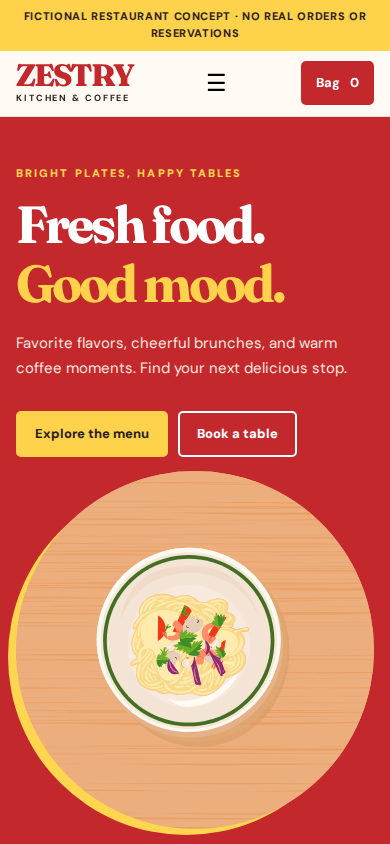 FICTIONAL RESTAURANT CONCEPT · NO REAL ORDERS OR
RESERVATIONS
ZESTRY
KITCHEN & COFFEE
Bag 0
BRIGHT PLATES, HAPPY TABLES
Fresh food.
Good mood.
Favorite flavors, cheerful brunches, and warm
coffee moments. Find your next delicious stop.
Explore the menu
Book a table